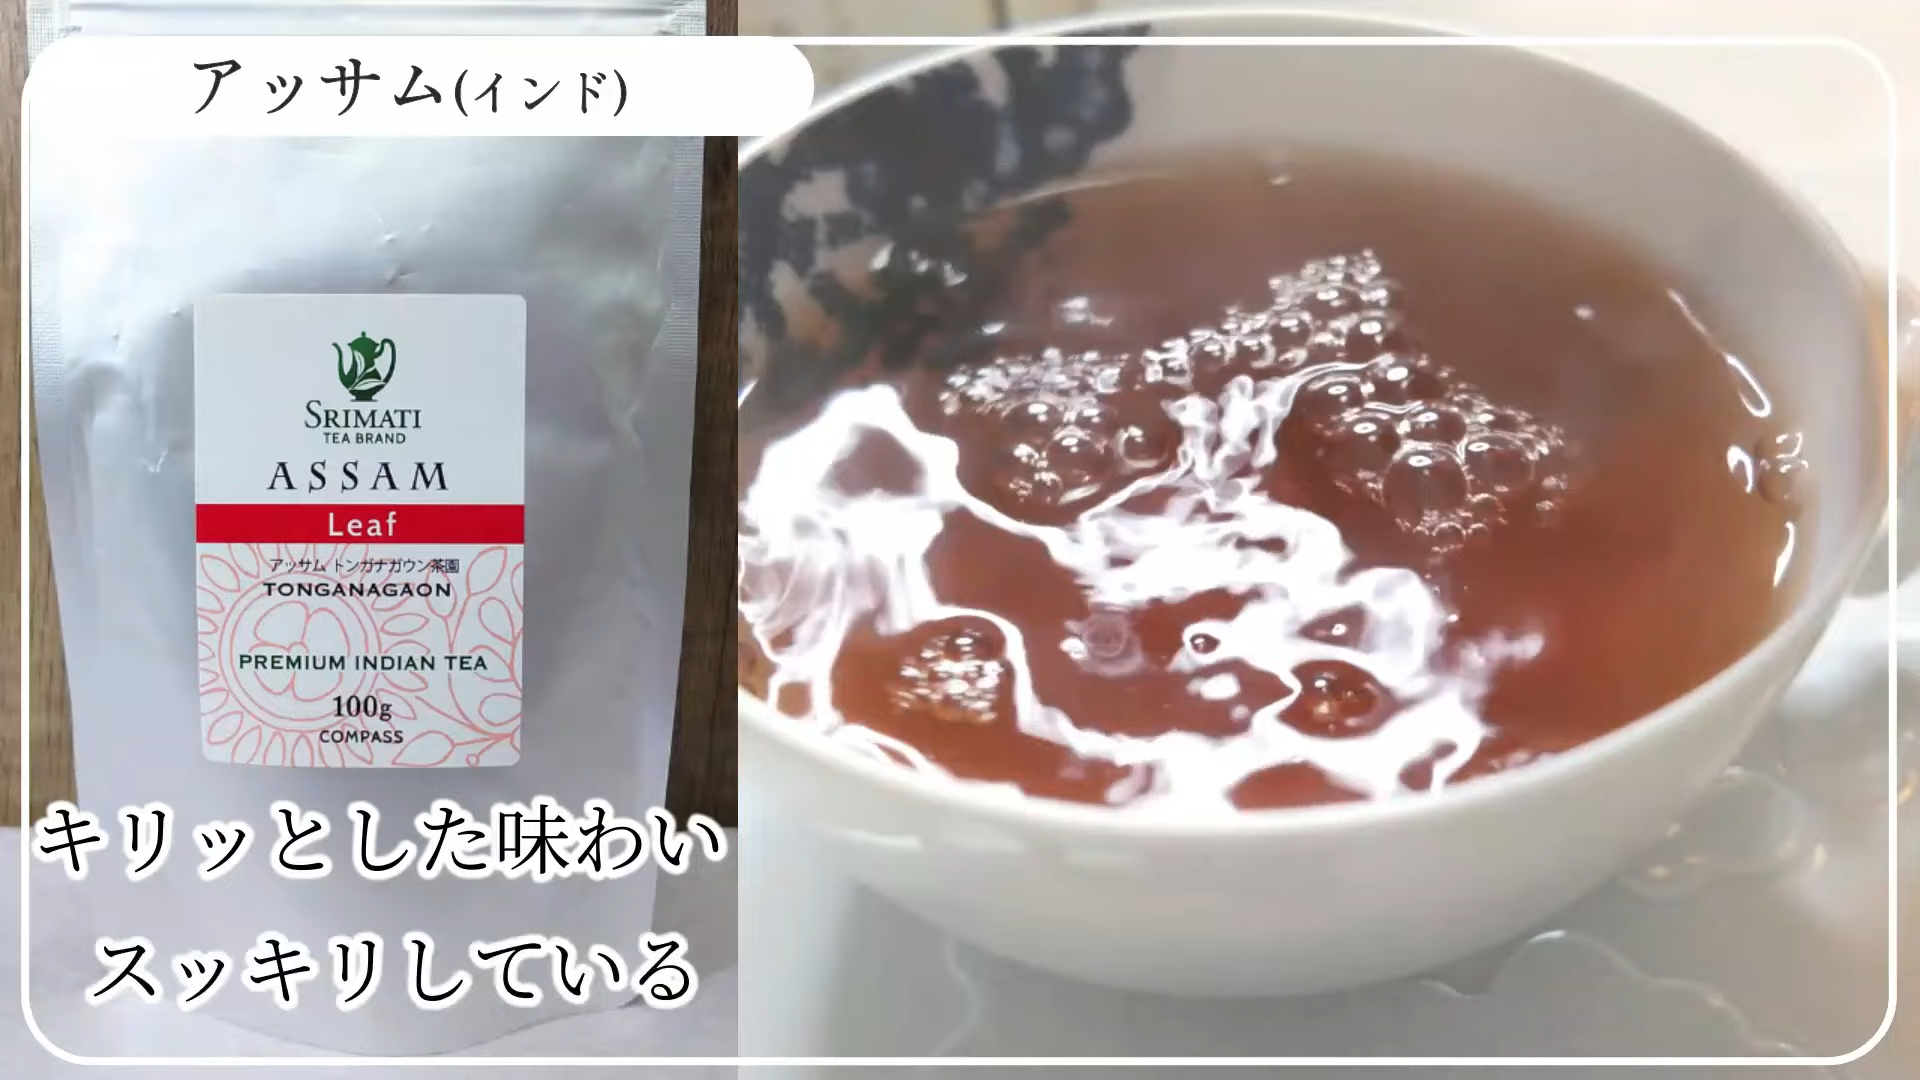 アッサム(インド)
SRIMATI
TEA BRAND
ASSAM
Leaf
アッサム トンガナガウン茶園
TONGANAGAON
PREMIUM INDIAN TEA
100g
COMPASS
キリッとした味わい
スッキリしている